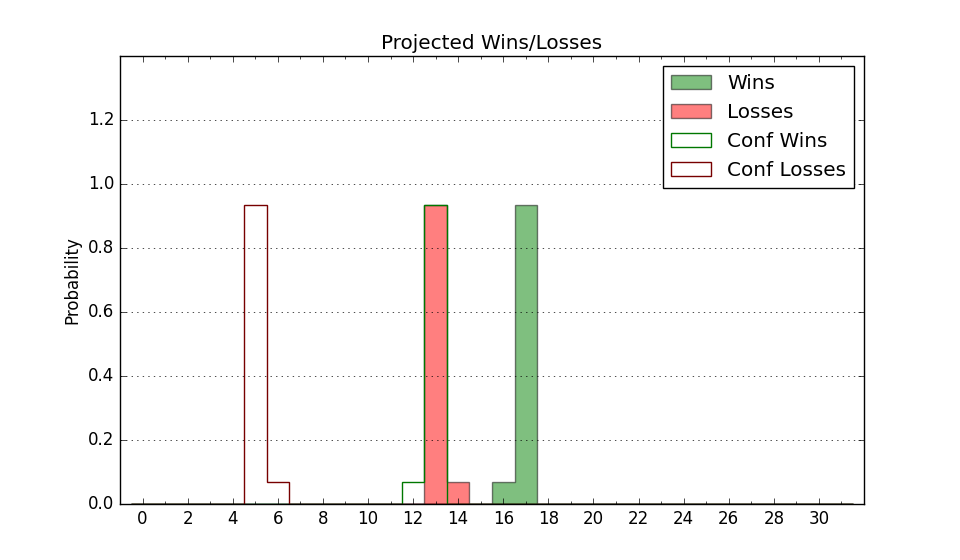 Projected Wins/Losses
Wins
Losses
Conf Wins
Conf Losses
Probability
1.2
1.0
0.8
0.6
0.4
0.2
0.0
0 2 4 6 8 10 12 14 16 18 20 22 24 26 28 30